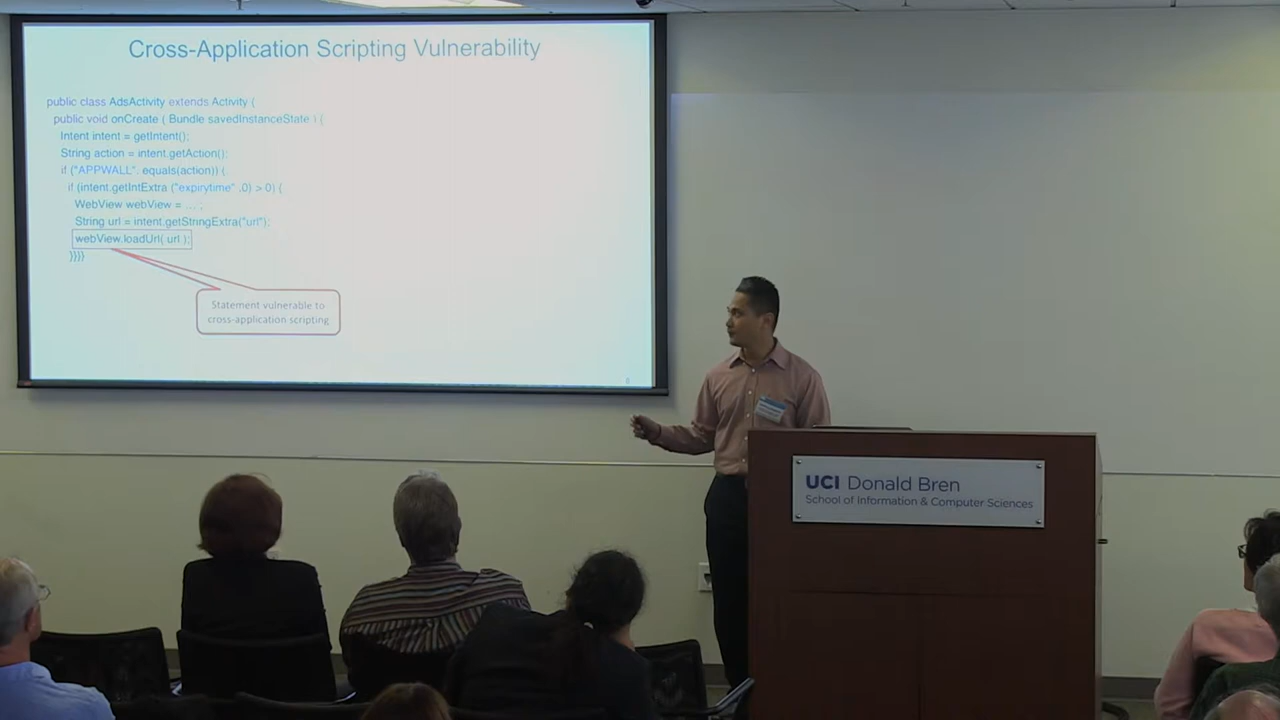 Cross-Application Scripting Vulnerability
public class AdsActivity extends Activity {
public void onCreate ( Bundle savedInstanceState ) {
Intent intent = getIntent();
String action = intent.getAction();
if ("APPWALL". equals(action)) {
if (intent.getIntExtra ("expirytime" ,0) > 0) {
WebView webView = ... ;
String url = intent.getStringExtra("url");
webView.loadUrl( url );
}}}}
Statement vulnerable to
cross-application scripting
UCI Donald Bren
School of Information & Computer Sciences